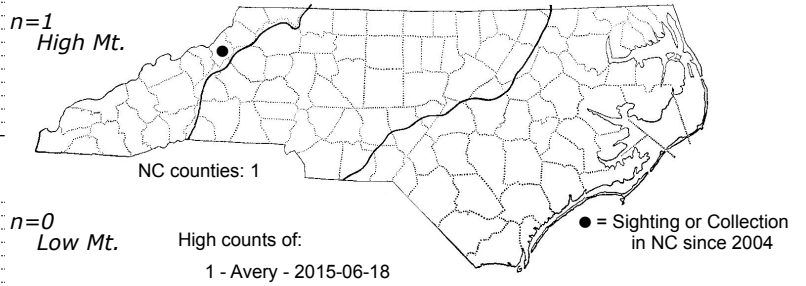 n=1
High Mt.
NC counties: 1
n=0
Low Mt.
High counts of:
1 - Avery - 2015-06-18
● = Sighting or Collection
in NC since 2004